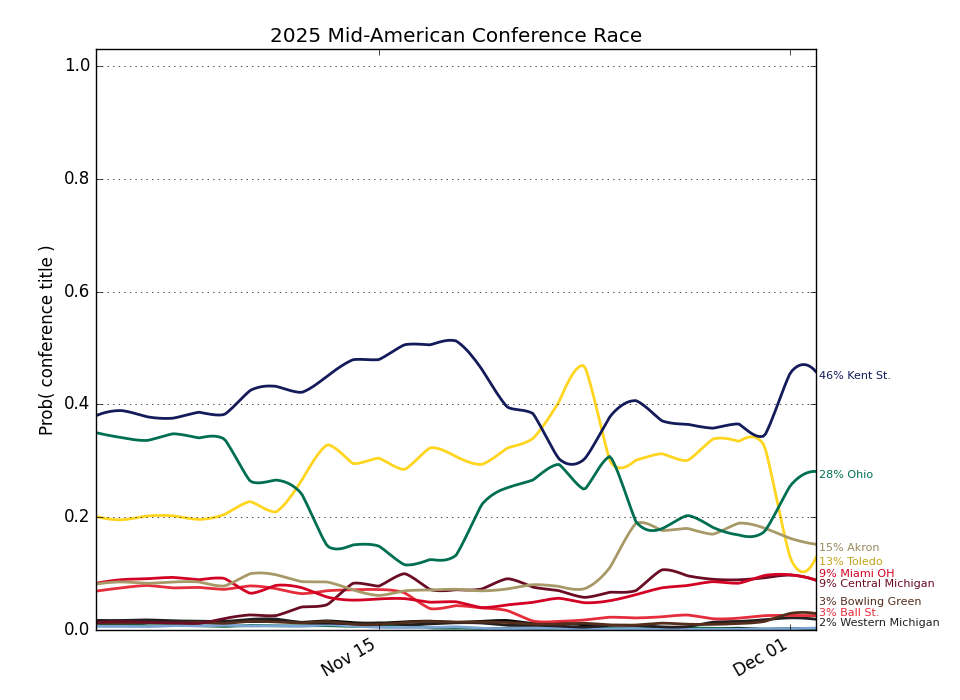 2025 Mid-American Conference Race
1.0
0.8
0.6
0.4
0.2
0.0
Prob( conference title )
Nov 15
Dec 01
46% Kent St.
28% Ohio
15% Akron
13% Toledo
9% Miami OH
9% Central Michigan
3% Bowling Green
3% Ball St.
2% Western Michigan